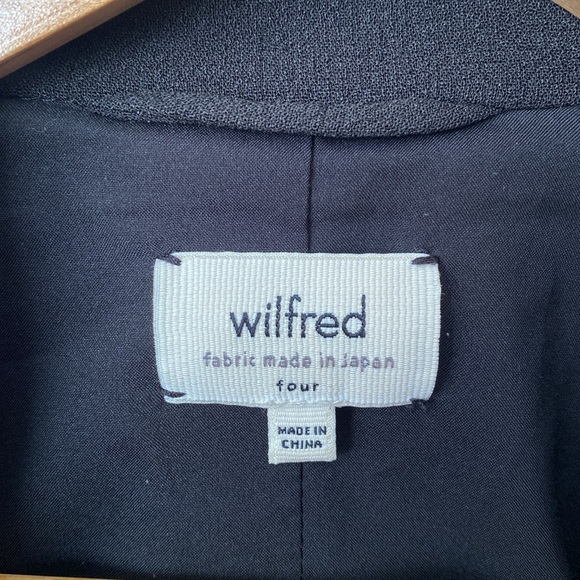 wilfred
fabric made in Japan
four
MADE IN
CHINA